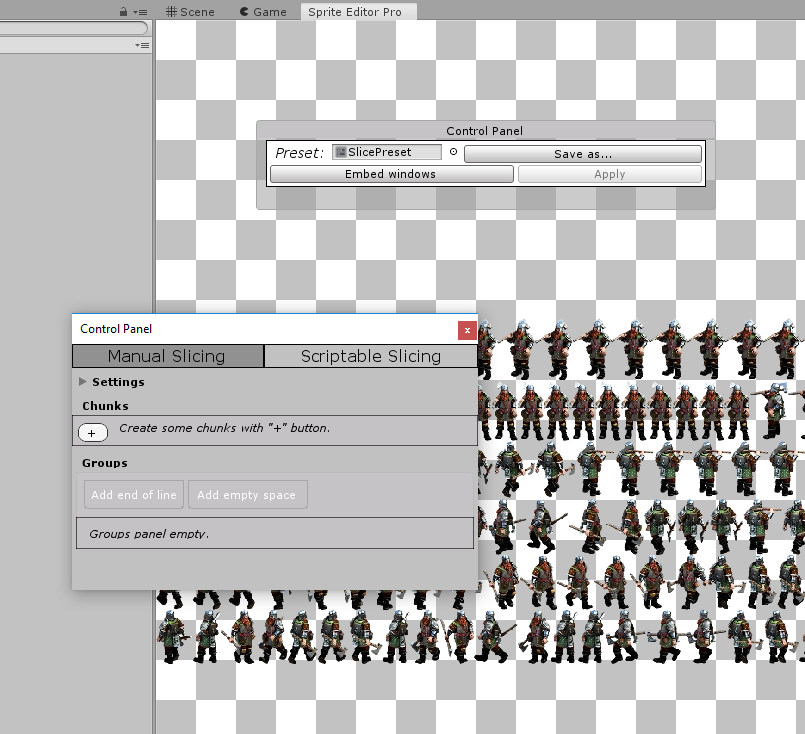 Scene Game Sprite Editor Pro
Control Panel
Preset: SlicePreset Save as...
Embed windows Apply
Control Panel x
Manual Slicing Scriptable Slicing
Settings
Chunks
+ Create some chunks with "+" button.
Groups
Add end of line Add empty space
Groups panel empty.